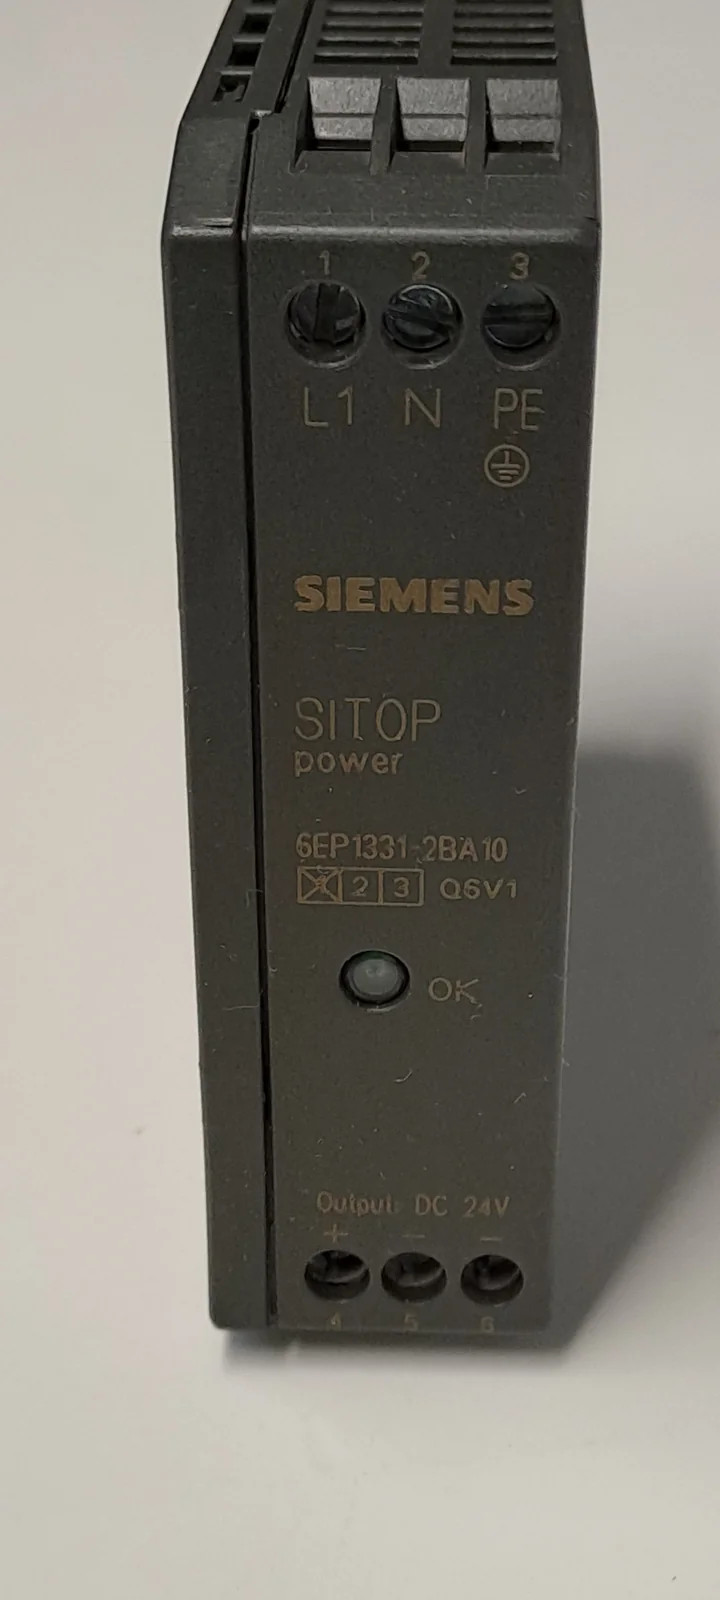 1 2 3
L1 N PE
SIEMENS
SITOP
power
6EP1331-2BA10
2 3 Q6V1
OK
Output: DC 24V
+ − −
4 5 6